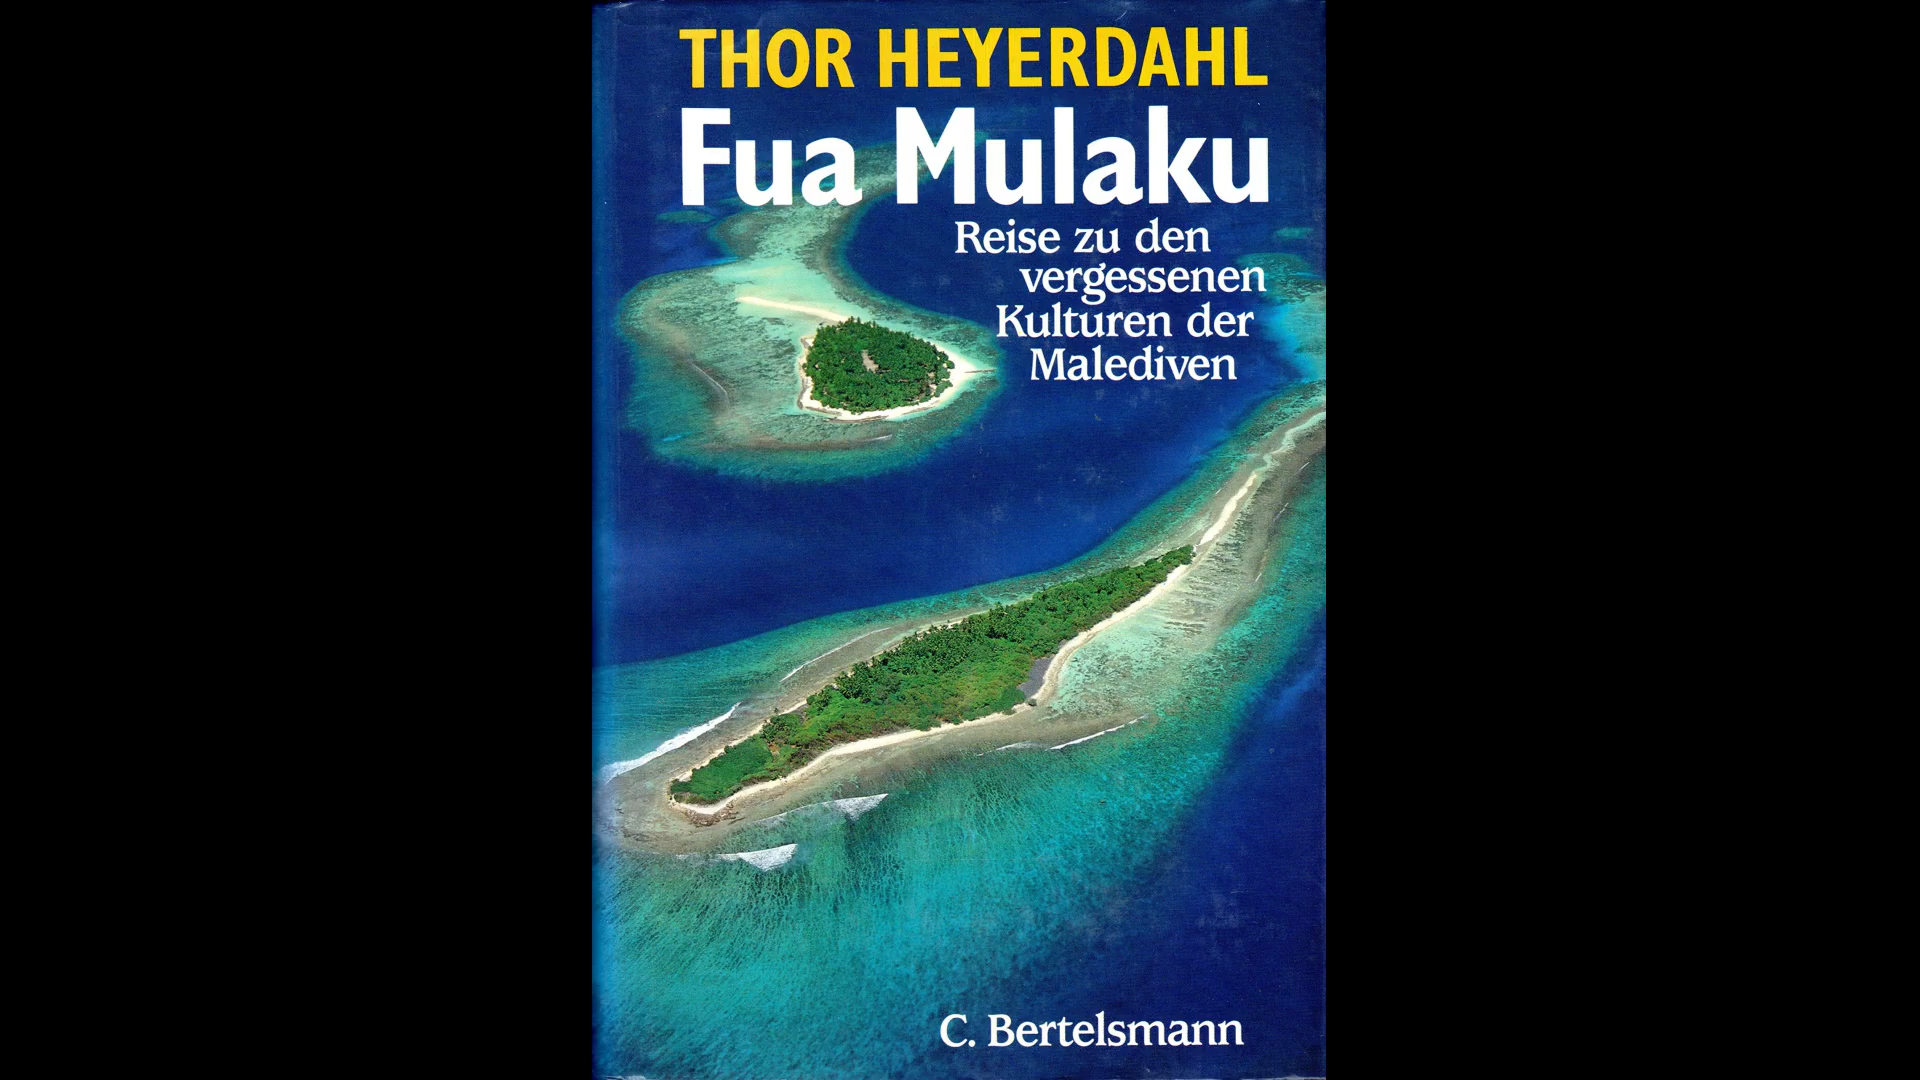 THOR HEYERDAHL
Fua Mulaku
Reise zu den
vergessenen
Kulturen der
Malediven
C. Bertelsmann